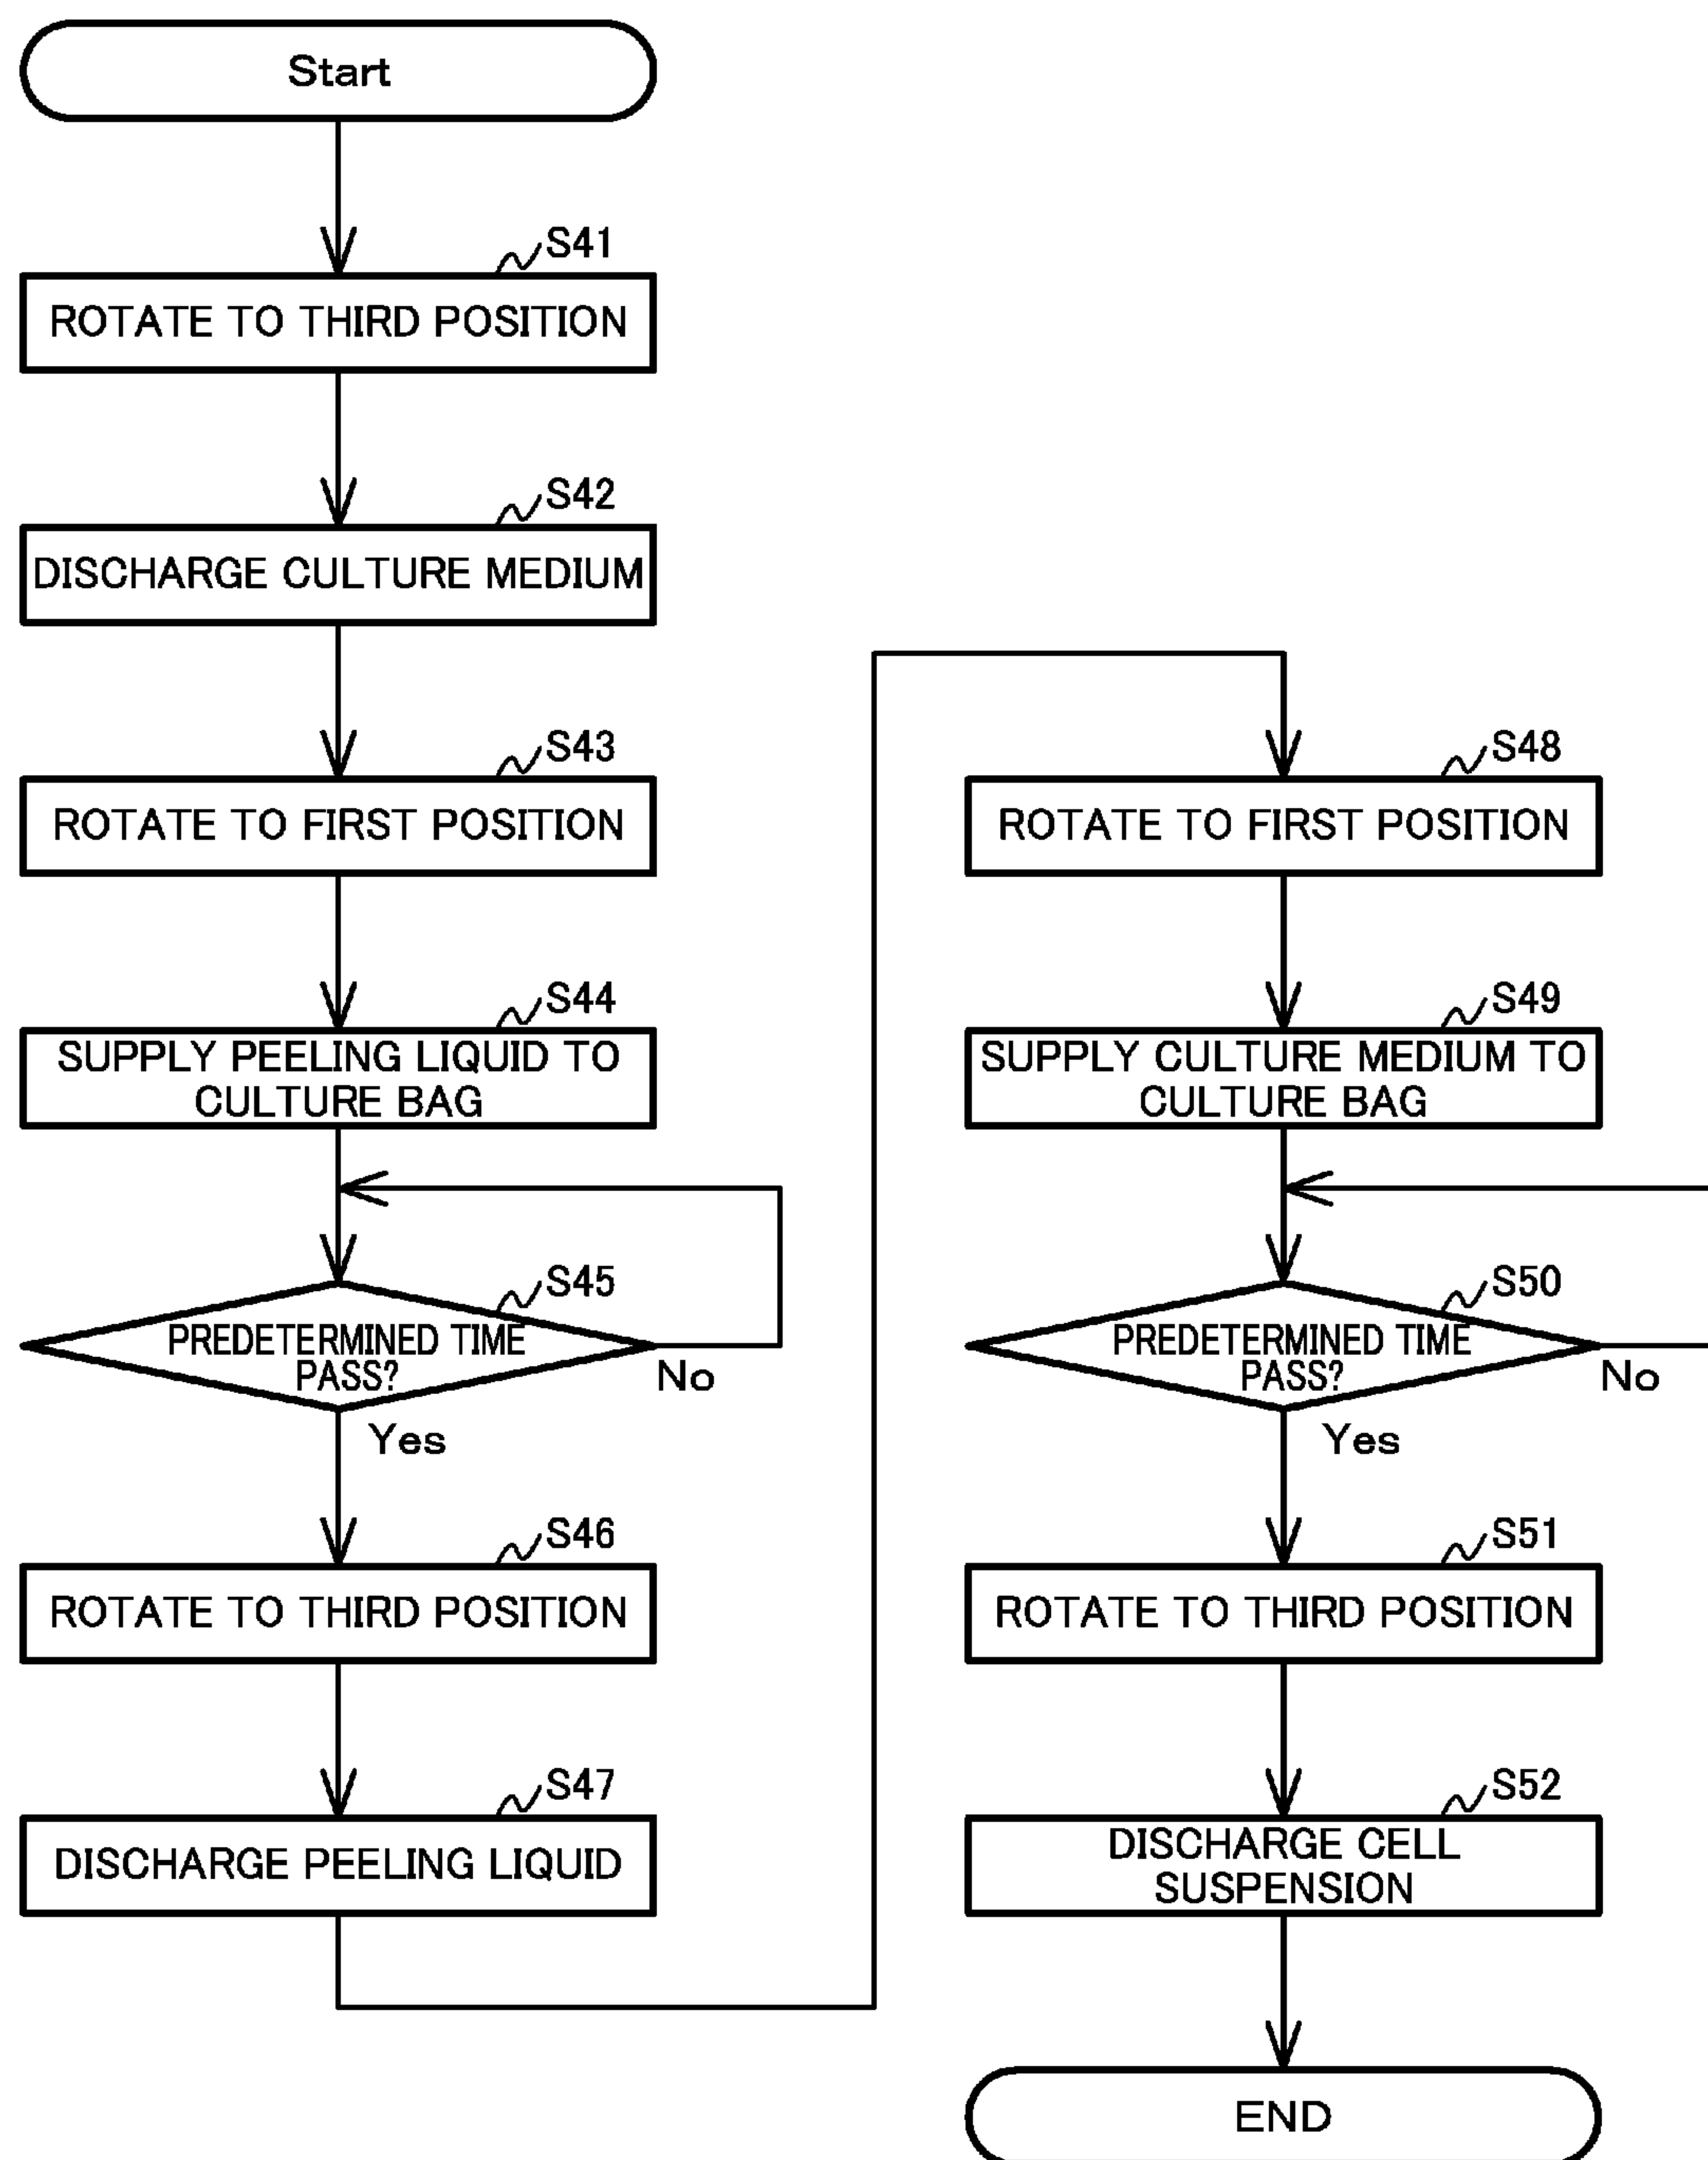 Start
S41
ROTATE TO THIRD POSITION
S42
DISCHARGE CULTURE MEDIUM
S43
ROTATE TO FIRST POSITION
S44
SUPPLY PEELING LIQUID TO
CULTURE BAG
S45
PREDETERMINED TIME
PASS?
No
Yes
S46
ROTATE TO THIRD POSITION
S47
DISCHARGE PEELING LIQUID
S48
ROTATE TO FIRST POSITION
S49
SUPPLY CULTURE MEDIUM TO
CULTURE BAG
S50
PREDETERMINED TIME
PASS?
No
Yes
S51
ROTATE TO THIRD POSITION
S52
DISCHARGE CELL
SUSPENSION
END